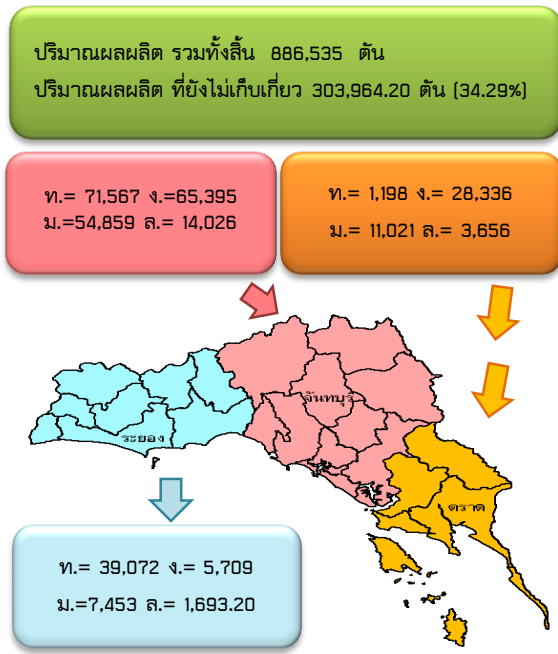 ปริมาณผลผลิต รวมทั้งสิ้น 886,535 ตัน
ปริมาณผลผลิต ที่ยังไม่เก็บเกี่ยว 303,964.20 ตัน (34.29%)
ท.= 71,567 ง.=65,395
ม.=54,859 ล.= 14,026
ท.= 1,198 ง.= 28,336
ม.= 11,021 ล.= 3,656
จันทบุรี
ระยอง
ตราด
ท.= 39,072 ง.= 5,709
ม.=7,453 ล.= 1,693.20